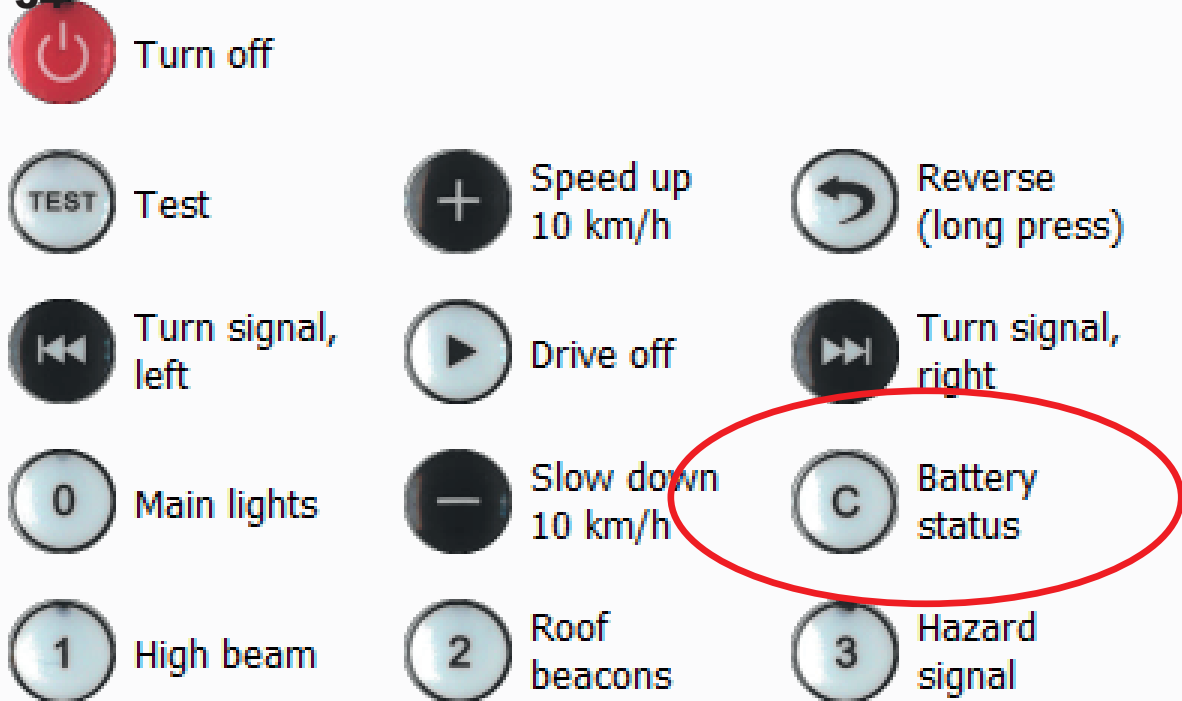 Turn off
TEST Test
+ Speed up
10 km/h
Reverse
(long press)
Turn signal,
left
Drive off
Turn signal,
right
0 Main lights
− Slow down
10 km/h
C Battery
status
1 High beam
2 Roof
beacons
3 Hazard
signal